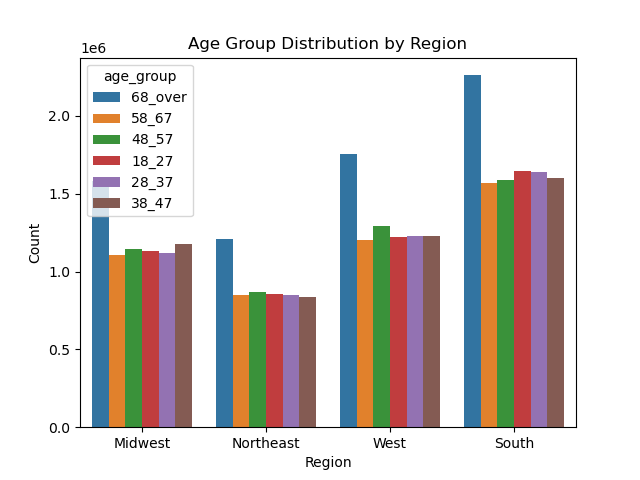 Age Group Distribution by Region
1e6
age_group
68_over
58_67
48_57
18_27
28_37
38_47
2.0
1.5
1.0
0.5
0.0
Count
Midwest
Northeast
West
South
Region